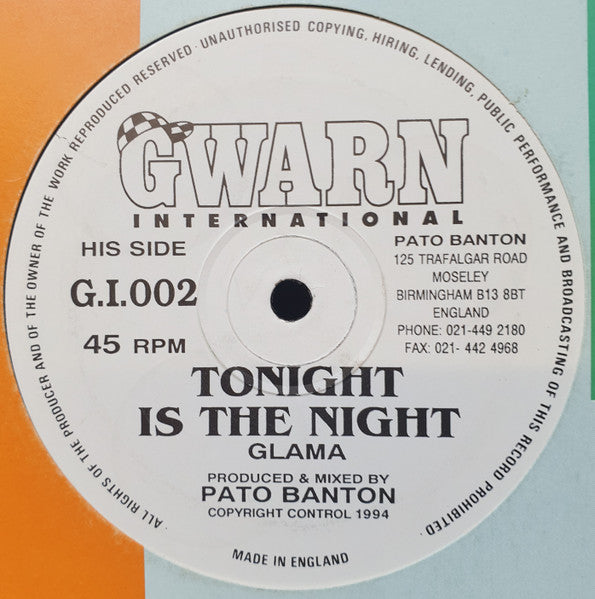 ALL RIGHTS OF THE PRODUCER AND OF THE OWNER OF THE WORK REPRODUCED RESERVED · UNAUTHORISED COPYING, HIRING, LENDING, PUBLIC PERFORMANCE AND BROADCASTING OF THIS RECORD PROHIBITED ·
GWARN
INTERNATIONAL
HIS SIDE
G.I.002
45 RPM
PATO BANTON
125 TRAFALGAR ROAD
MOSELEY
BIRMINGHAM B13 8BT
ENGLAND
PHONE: 021-449 2180
FAX: 021- 442 4968
TONIGHT
IS THE NIGHT
GLAMA
PRODUCED & MIXED BY
PATO BANTON
COPYRIGHT CONTROL 1994
MADE IN ENGLAND